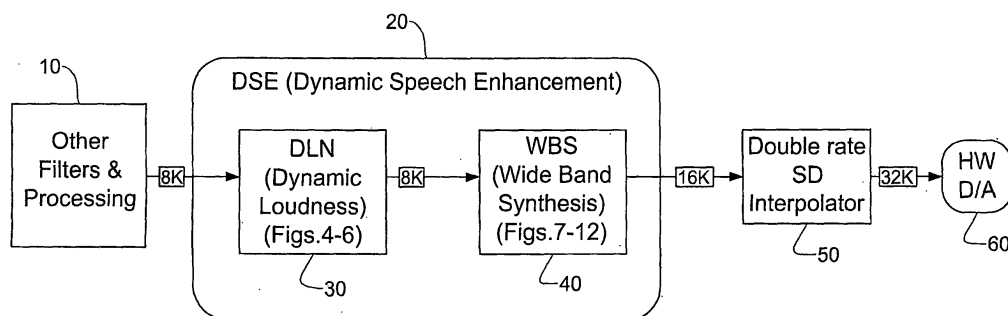 20
10
DSE (Dynamic Speech Enhancement)
Other
Filters &
Processing
8K
DLN
(Dynamic
Loudness)
(Figs.4-6)
30
8K
WBS
(Wide Band
Synthesis)
(Figs.7-12)
40
16K
Double rate
SD
Interpolator
50
32K
HW
D/A
60